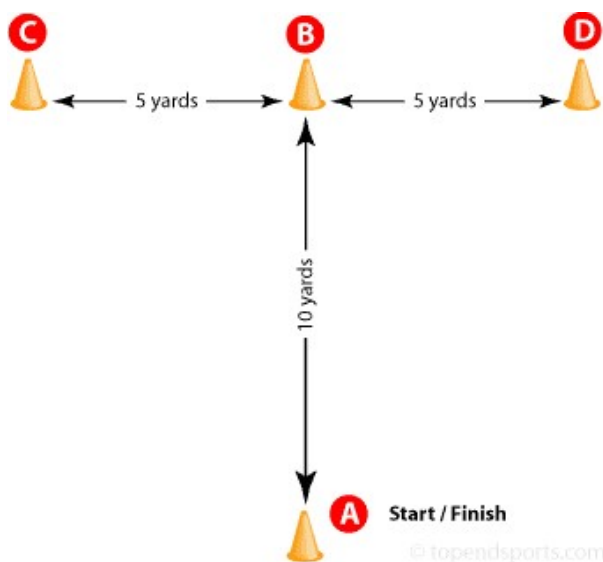 C
B
D
5 yards
5 yards
10 yards
A
Start / Finish
© topendsports.com